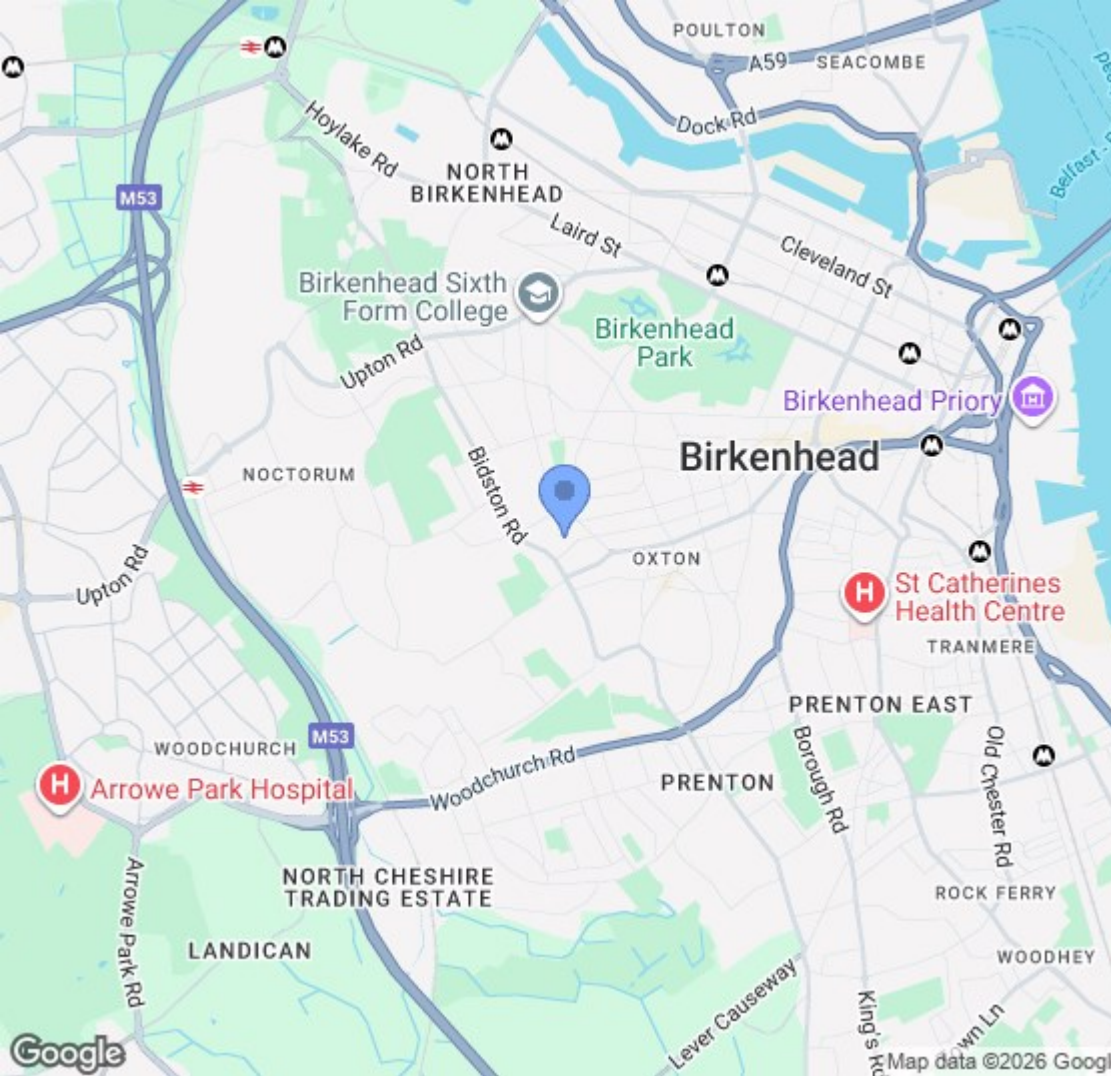 POULTON
A59
SEACOMBE
Dock Rd
Hoylake Rd
NORTH
BIRKENHEAD
Belfast -
M53
Laird St
Cleveland St
Birkenhead Sixth
Form College
Birkenhead
Park
Upton Rd
Birkenhead Priory
Birkenhead
NOCTORUM
Bidston Rd
OXTON
Upton Rd
H
St Catherines
Health Centre
TRANMERE
PRENTON EAST
M53
WOODCHURCH
Woodchurch Rd
Borough Rd
Old Chester Rd
H
Arrowe Park Hospital
PRENTON
NORTH CHESHIRE
TRADING ESTATE
Arrowe Park Rd
ROCK FERRY
LANDICAN
WOODHEY
Lever Causeway
King's
Google
Map data ©2026 Googl